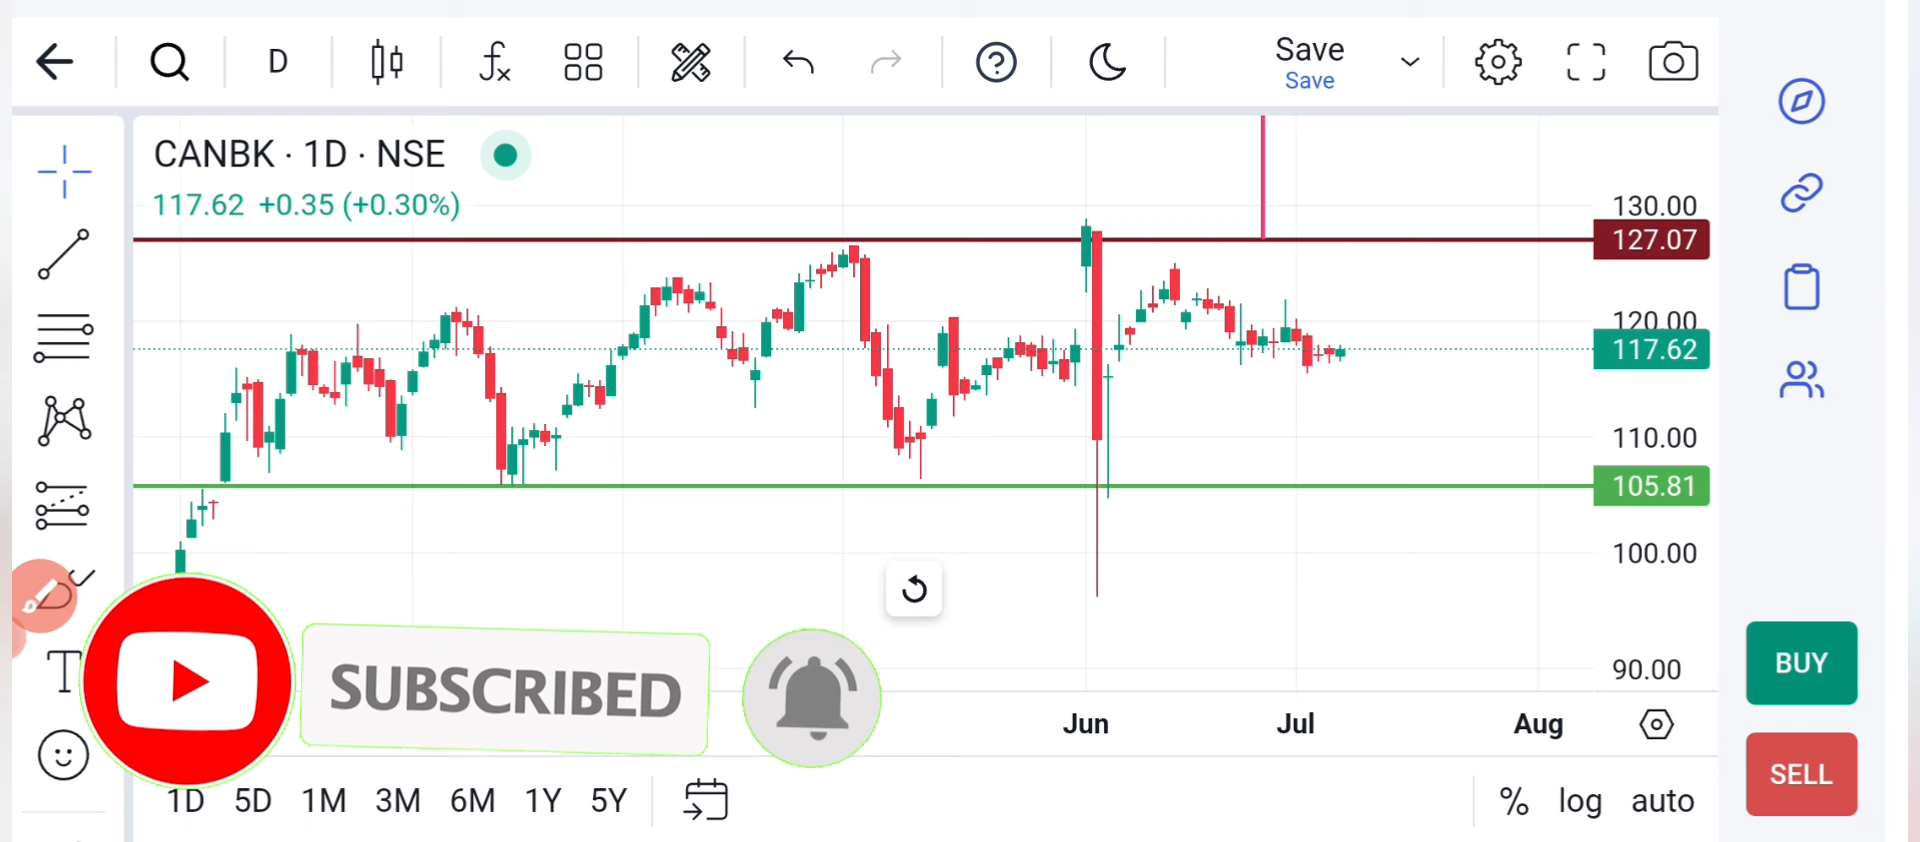 D
Save
Save
CANBK · 1D · NSE
117.62 +0.35 (+0.30%)
130.00
127.07
120.00
117.62
110.00
105.81
100.00
90.00
T
SUBSCRIBED
BUY
Jun Jul Aug
SELL
1D 5D 1M 3M 6M 1Y 5Y
% log auto